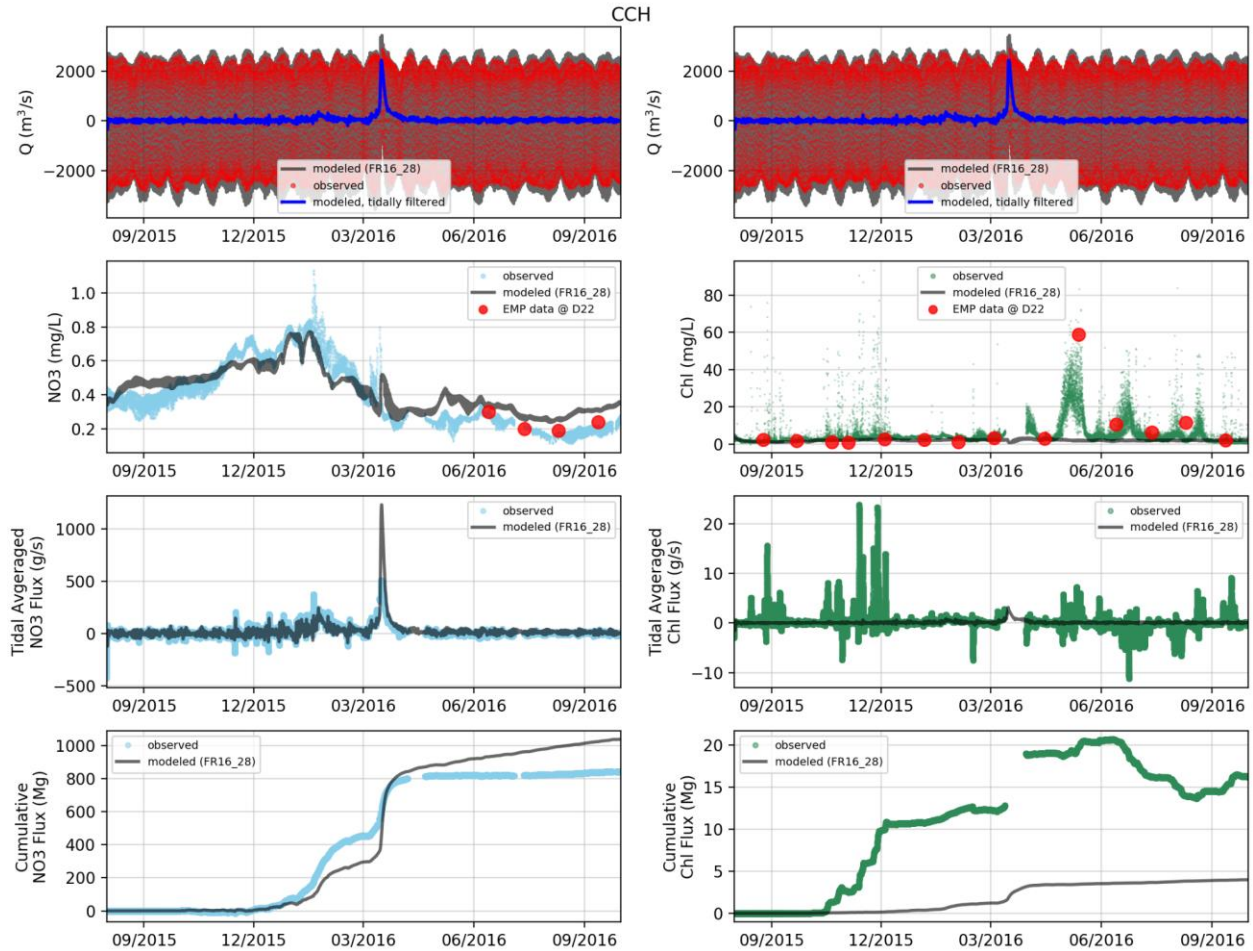 CCH
Q (m³/s)
2000
0
−2000
modeled (FR16_28)
observed
modeled, tidally filtered
09/2015 12/2015 03/2016 06/2016 09/2016
Q (m³/s)
2000
0
−2000
modeled (FR16_28)
observed
modeled, tidally filtered
09/2015 12/2015 03/2016 06/2016 09/2016
NO3 (mg/L)
1.0
0.8
0.6
0.4
0.2
observed
modeled (FR16_28)
EMP data @ D22
09/2015 12/2015 03/2016 06/2016 09/2016
Chl (mg/L)
80
60
40
20
0
observed
modeled (FR16_28)
EMP data @ D22
09/2015 12/2015 03/2016 06/2016 09/2016
Tidal Avgeraged
NO3 Flux (g/s)
1000
500
0
−500
observed
modeled (FR16_28)
09/2015 12/2015 03/2016 06/2016 09/2016
Tidal Avgeraged
Chl Flux (g/s)
20
10
0
−10
observed
modeled (FR16_28)
09/2015 12/2015 03/2016 06/2016 09/2016
Cumulative
NO3 Flux (Mg)
1000
800
600
400
200
0
observed
modeled (FR16_28)
09/2015 12/2015 03/2016 06/2016 09/2016
Cumulative
Chl Flux (Mg)
20
15
10
5
0
observed
modeled (FR16_28)
09/2015 12/2015 03/2016 06/2016 09/2016